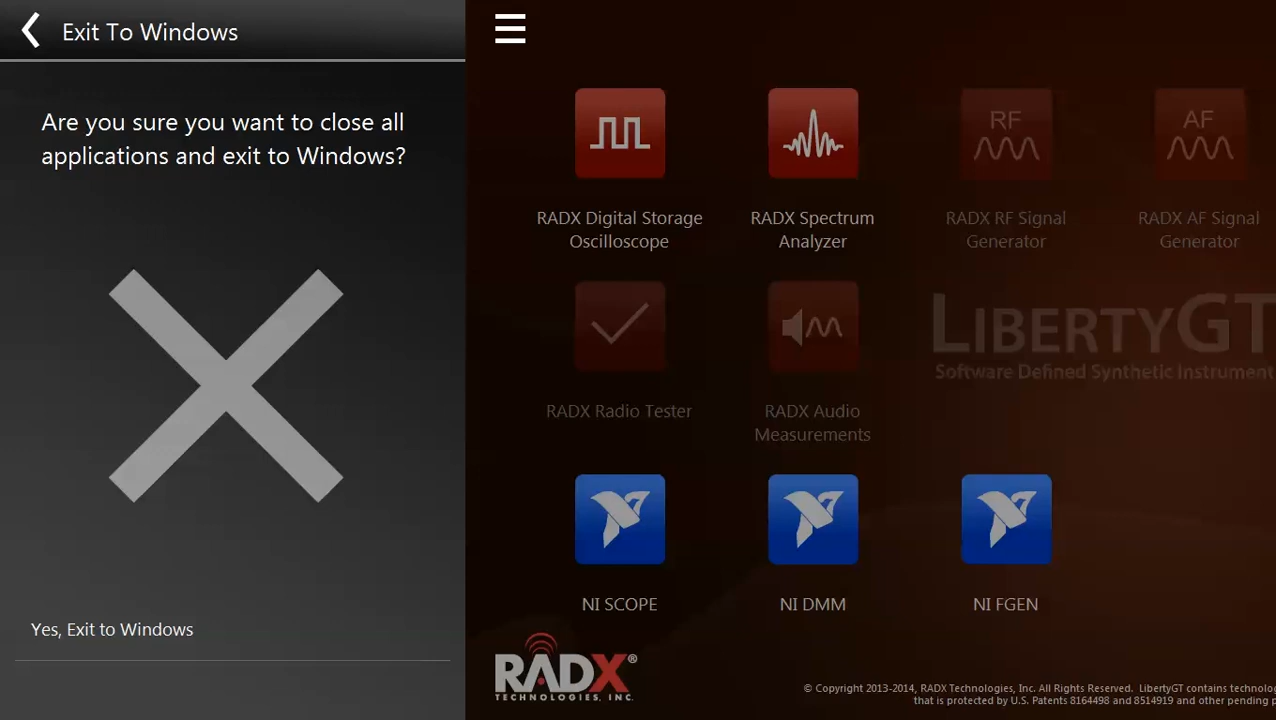 Exit To Windows
Are you sure you want to close all
applications and exit to Windows?
Yes, Exit to Windows
RADX Digital Storage
Oscilloscope
RADX Spectrum
Analyzer
RF
RADX RF Signal
Generator
AF
RADX AF Signal
Generator
RADX Radio Tester
RADX Audio
Measurements
LIBERTYGT
Software Defined Synthetic Instrument
NI SCOPE
NI DMM
NI FGEN
RADX®
TECHNOLOGIES, INC.
© Copyright 2013-2014, RADX Technologies, Inc. All Rights Reserved. LibertyGT contains
that is protected by U.S. Patents 8164498 and 8514919 and other pending